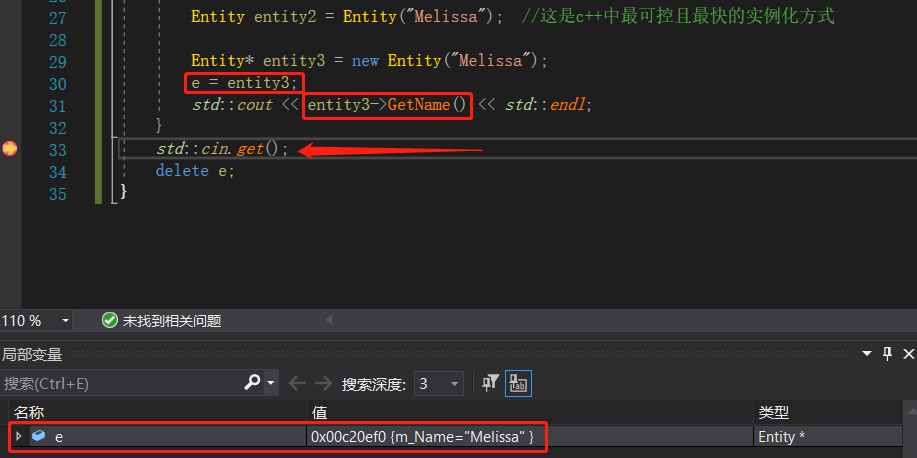 27 Entity entity2 = Entity("Melissa"); //这是c++中最可控且最快的实例化方式
28
29 Entity* entity3 = new Entity("Melissa");
30 e = entity3;
31 std::cout << entity3->GetName() << std::endl;
32 }
33 std::cin.get();
34 delete e;
35 }
110 % 未找到相关问题
局部变量
搜索(Ctrl+E) 搜索深度: 3
名称 值 类型
e 0x00c20ef0 {m_Name="Melissa" } Entity *